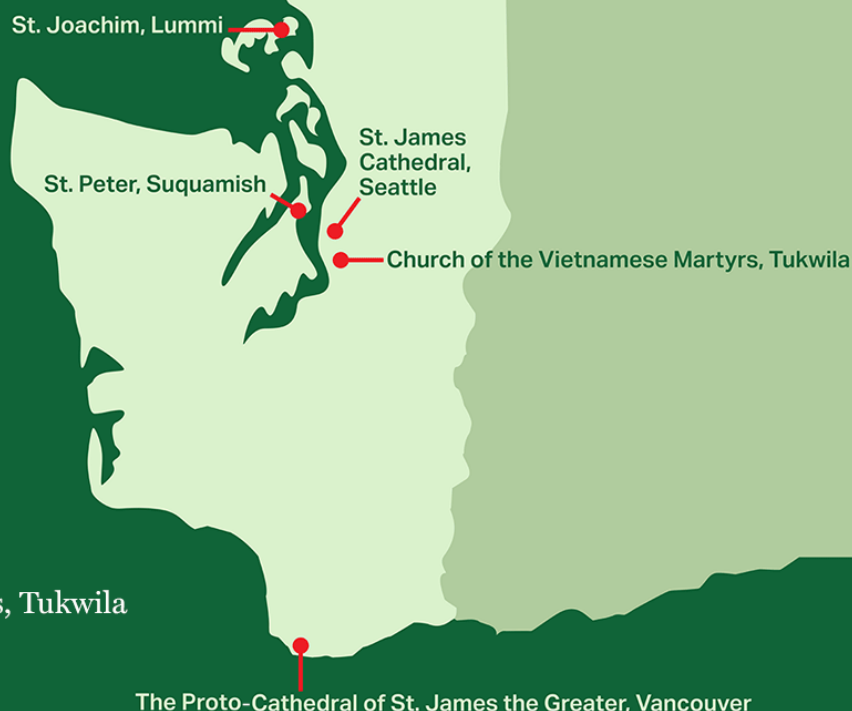 St. Joachim, Lummi
St. James
Cathedral,
Seattle
St. Peter, Suquamish
Church of the Vietnamese Martyrs, Tukwila
s, Tukwila
The Proto-Cathedral of St. James the Greater, Vancouver